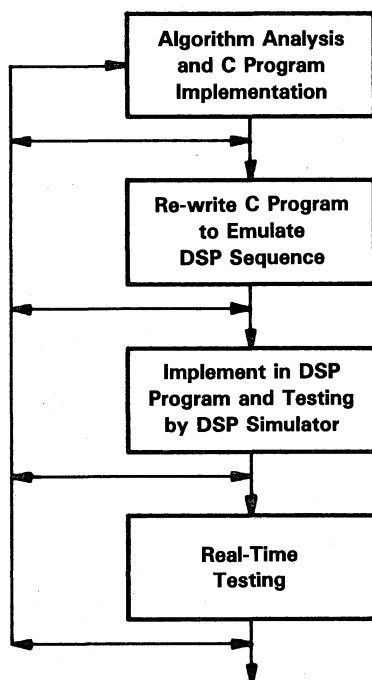 Algorithm Analysis
and C Program
Implementation
Re-write C Program
to Emulate
DSP Sequence
Implement in DSP
Program and Testing
by DSP Simulator
Real-Time
Testing